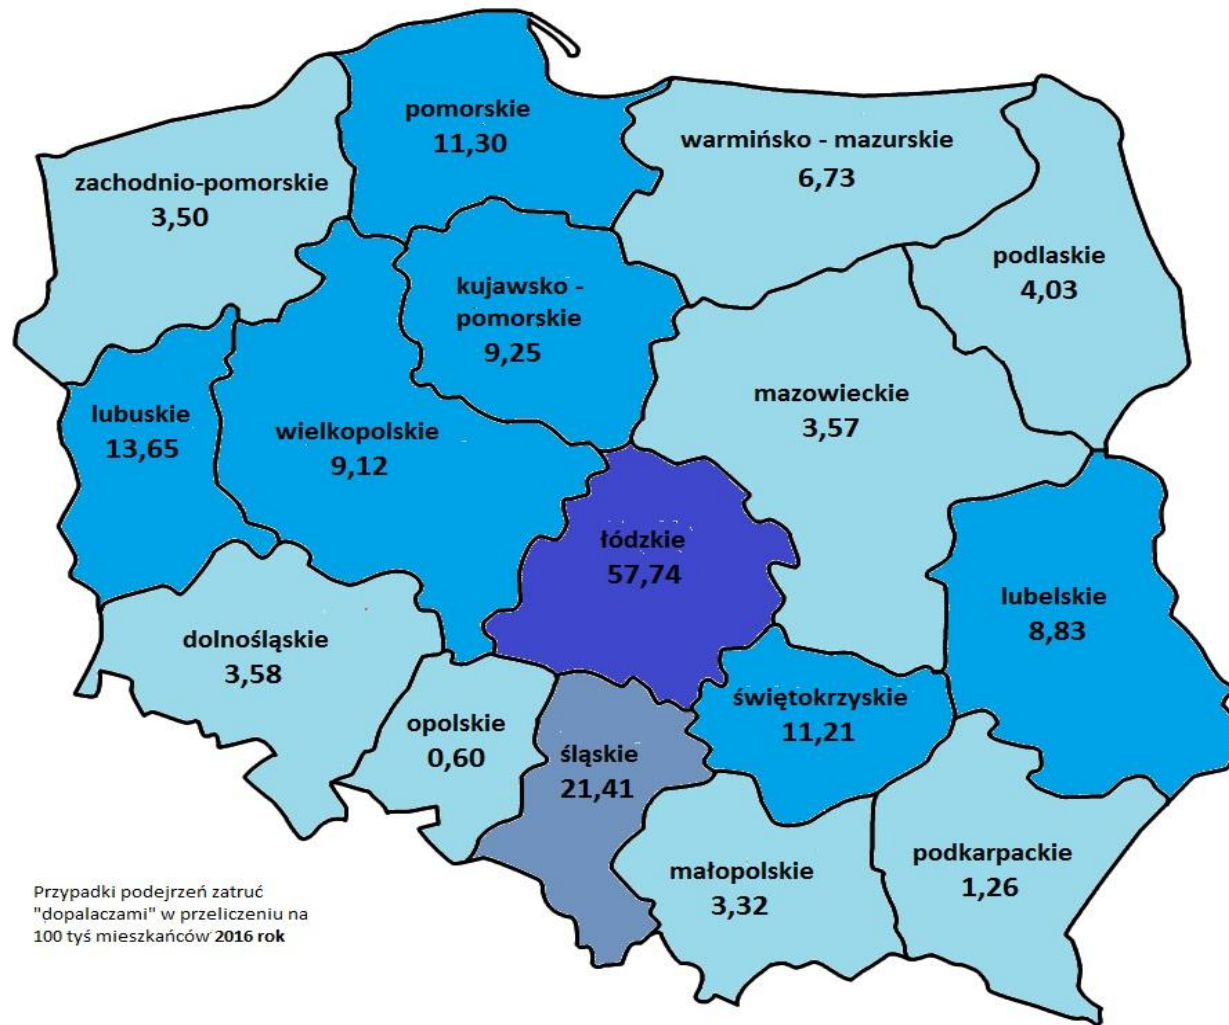 pomorskie
11,30
warmińsko - mazurskie
6,73
zachodnio-pomorskie
3,50
podlaskie
4,03
kujawsko -
pomorskie
9,25
mazowieckie
3,57
lubuskie
13,65
wielkopolskie
9,12
łódzkie
57,74
lubelskie
8,83
dolnośląskie
3,58
opolskie
0,60
śląskie
21,41
świętokrzyskie
11,21
małopolskie
3,32
podkarpackie
1,26
Przypadki podejrzeń zatruć
"dopalaczami" w przeliczeniu na
100 tyś mieszkańców 2016 rok